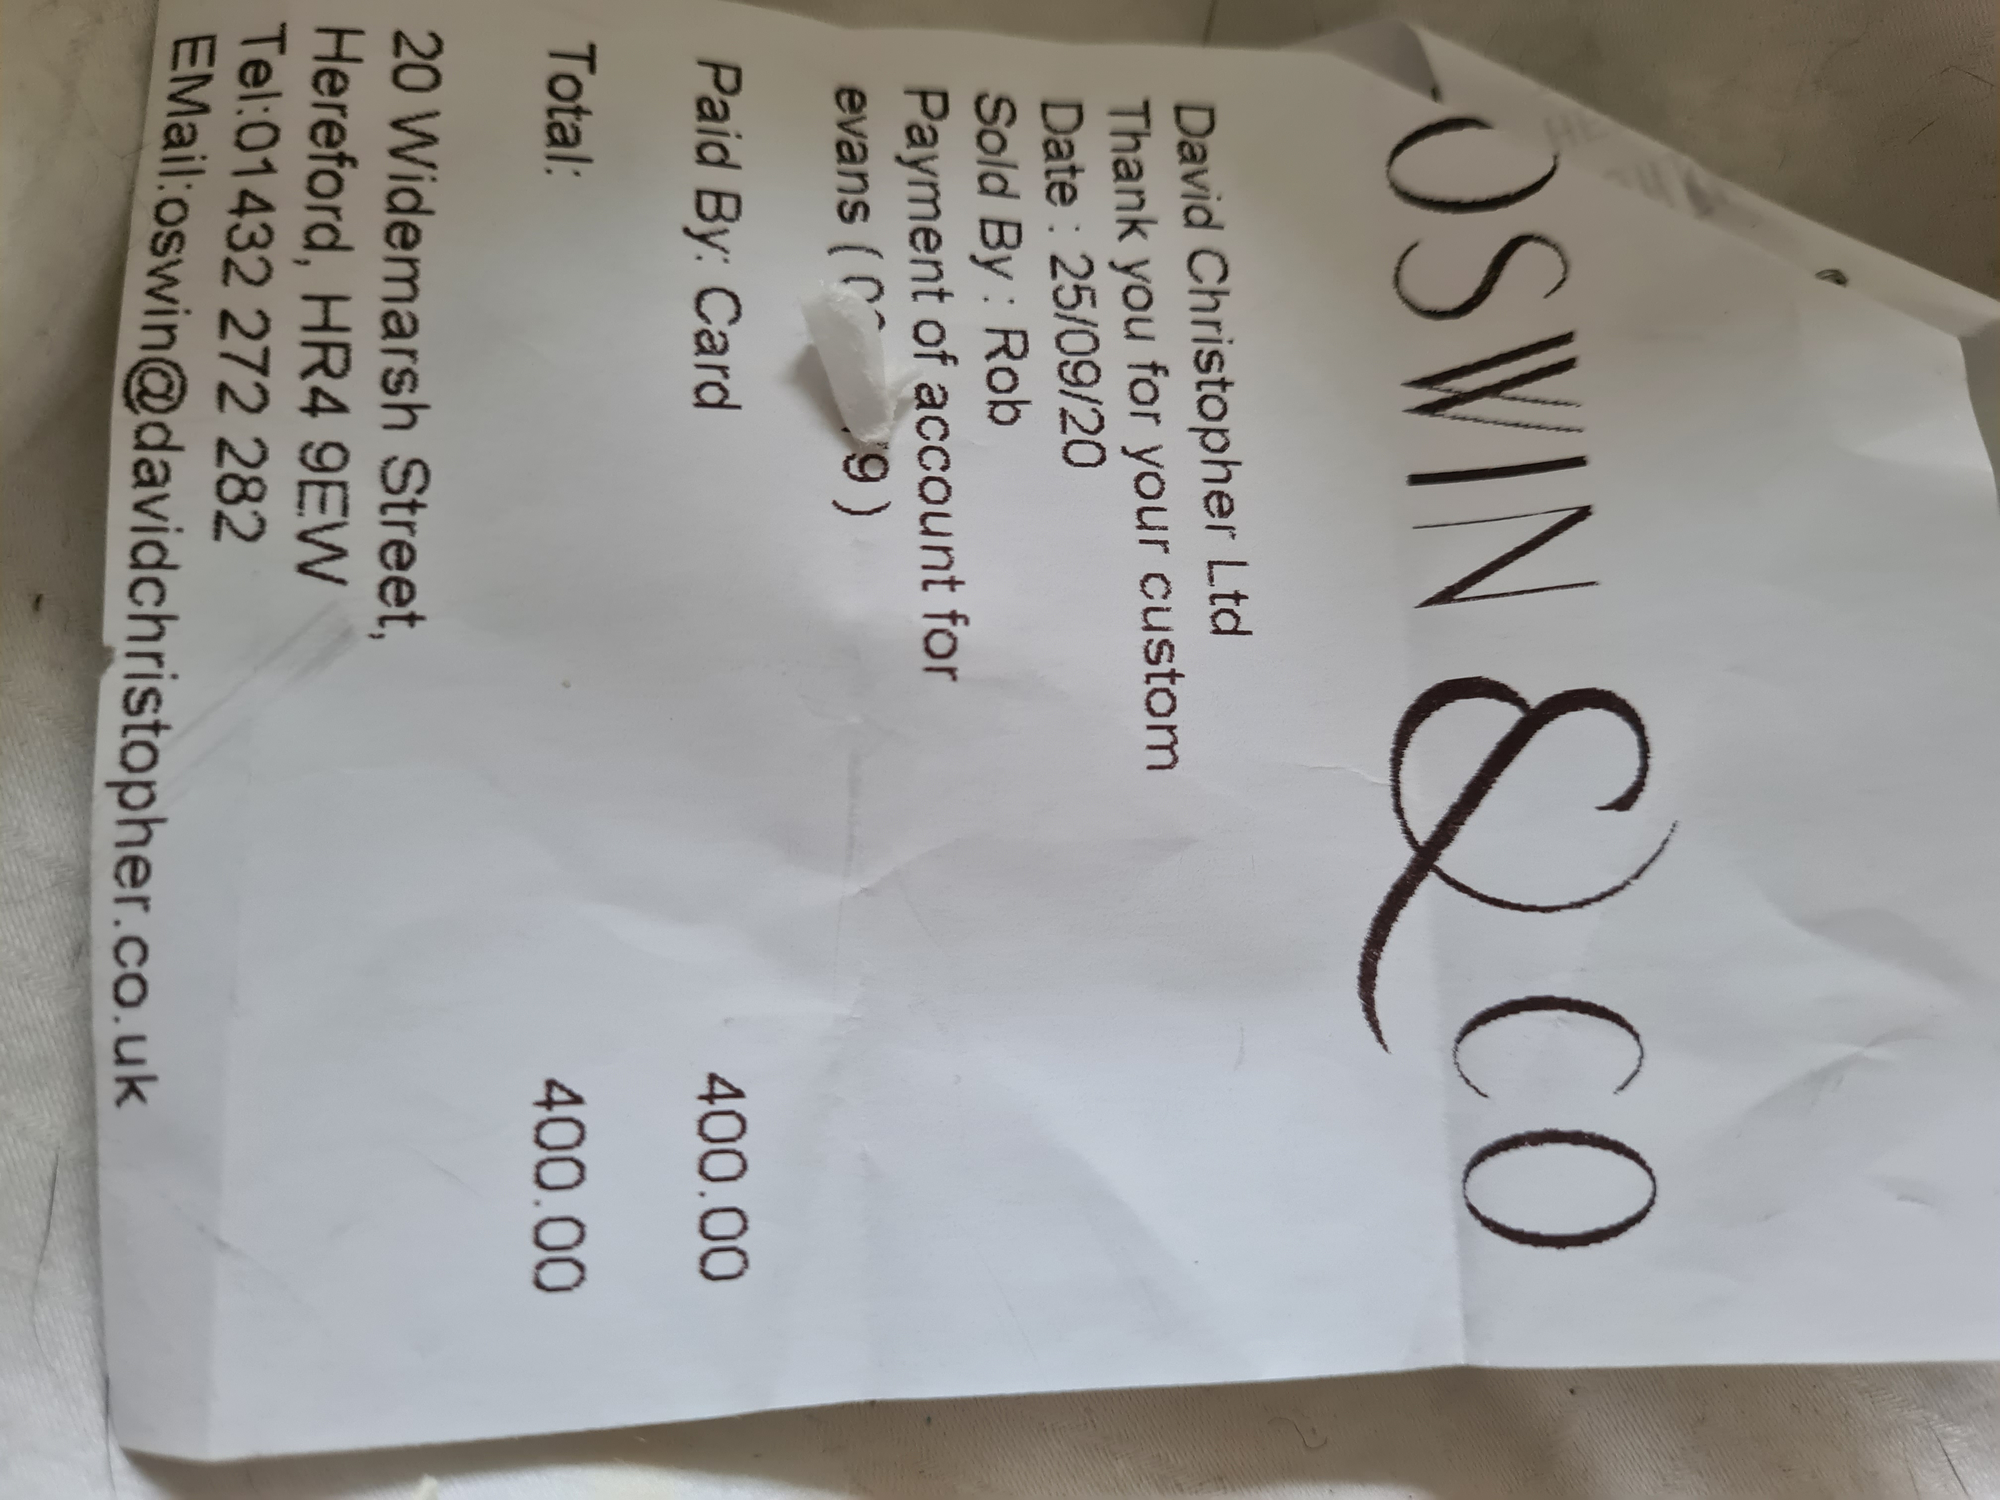 OSWIN & CO
David Christopher Ltd
Thank you for your custom
Date : 25/09/20
Sold By : Rob
Payment of account for
evans (
Paid By: Card 400.00
Total: 400.00
20 Widemarsh Street,
Hereford, HR4 9EW
Tel:01432 272 282
EMail:oswin@davidchristopher.co.uk